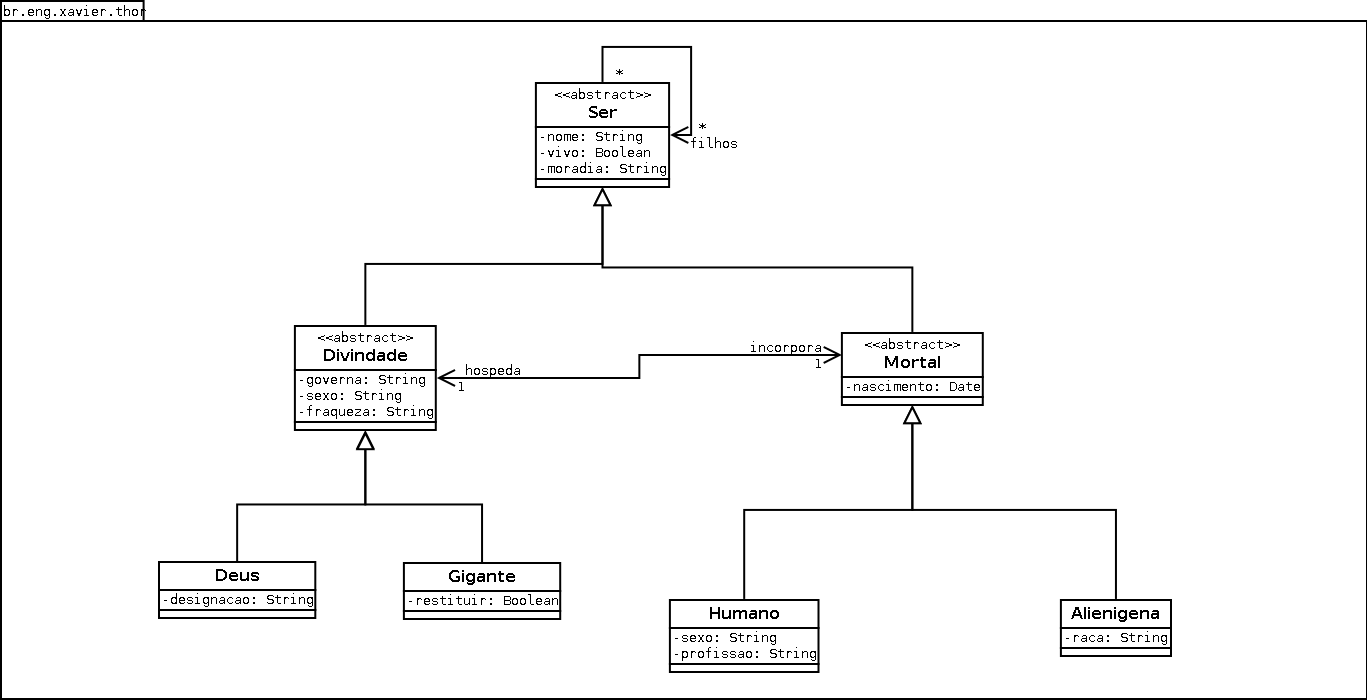 br.eng.xavier.thor
*
<<abstract>>
Ser
-nome: String
-vivo: Boolean
-moradia: String
*
filhos
<<abstract>>
Divindade
-governa: String
-sexo: String
-fraqueza: String
hospeda
1
incorpora
1
<<abstract>>
Mortal
-nascimento: Date
Deus
-designacao: String
Gigante
-restituir: Boolean
Humano
-sexo: String
-profissao: String
Alienigena
-raca: String